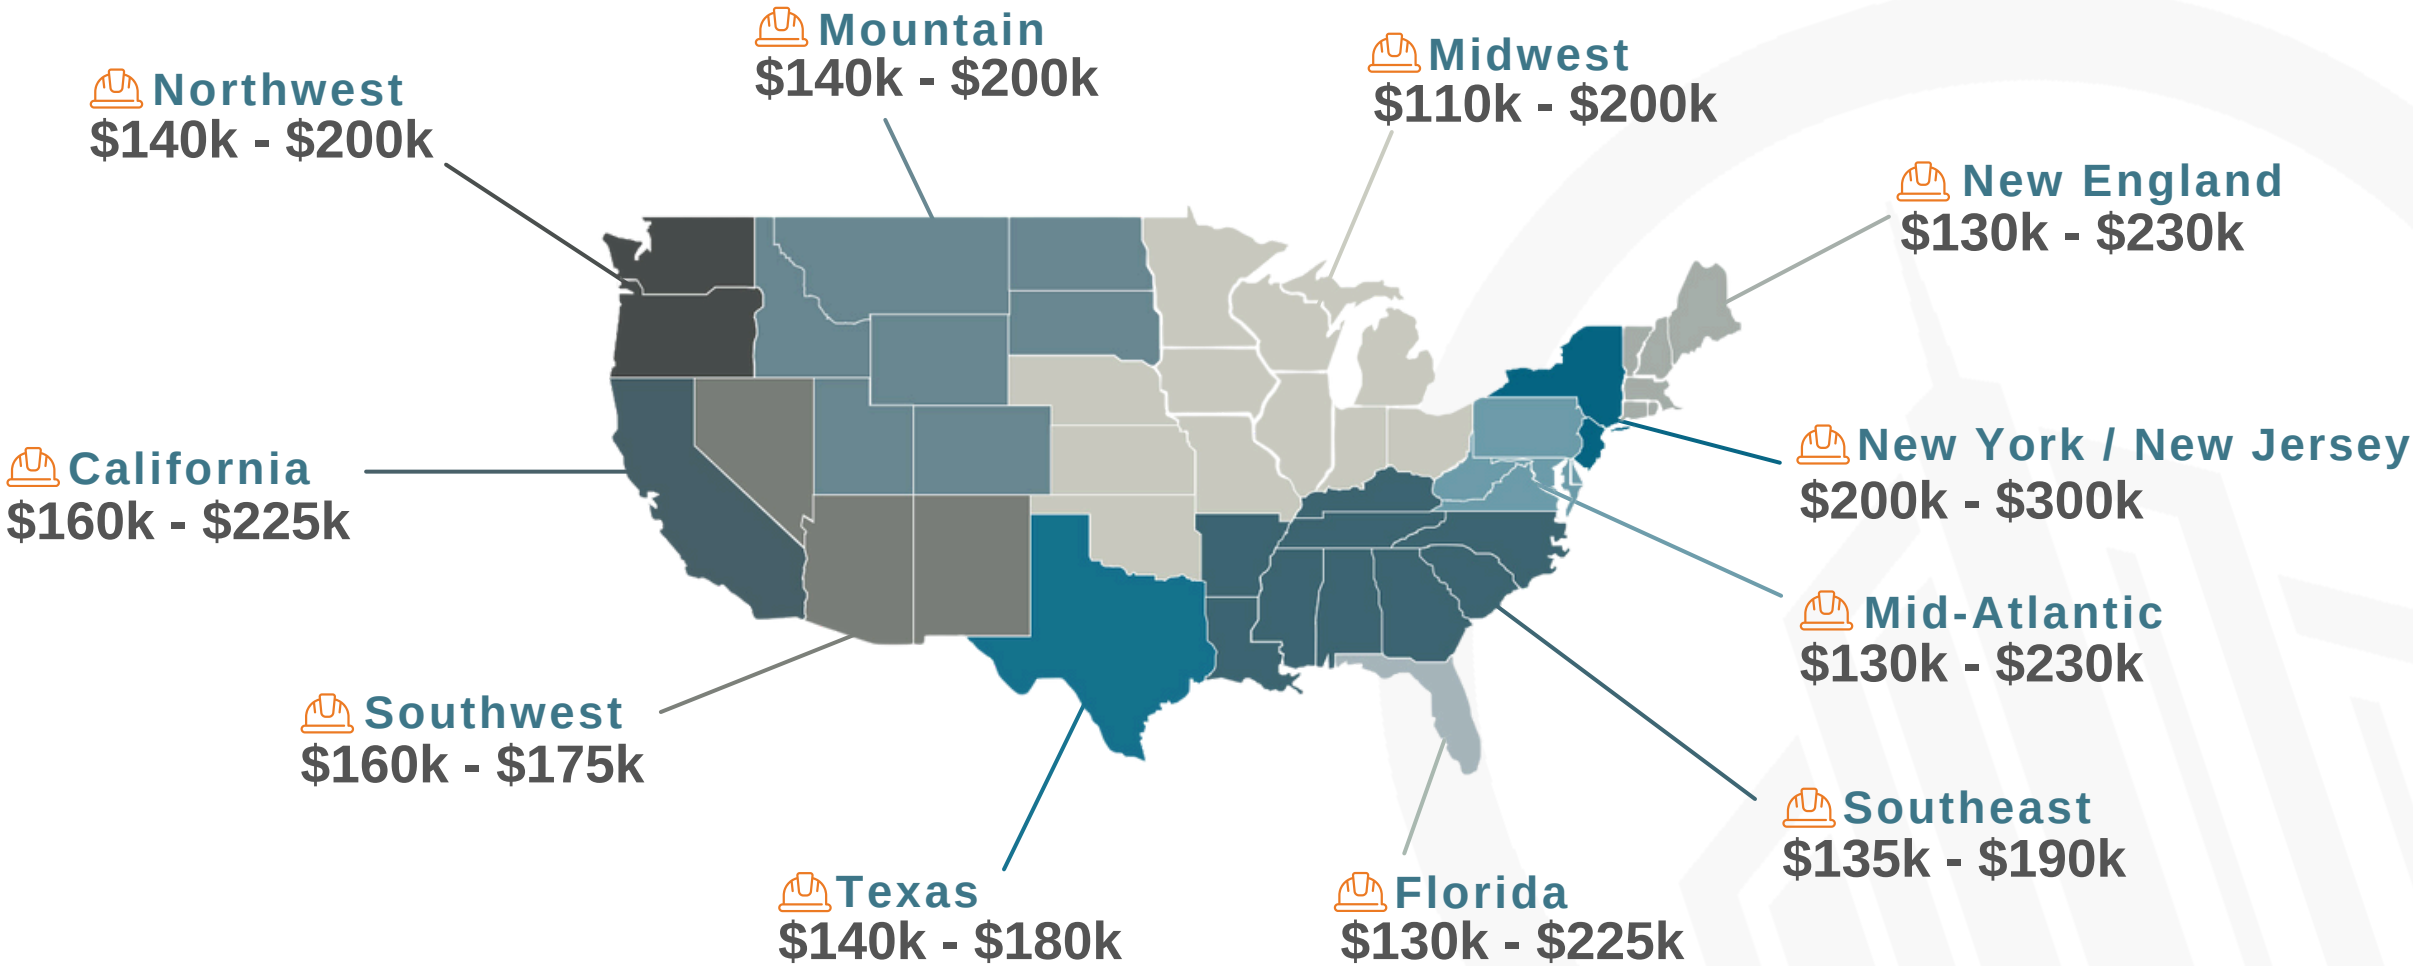 Mountain
$140k - $200k
Midwest
$110k - $200k
Northwest
$140k - $200k
New England
$130k - $230k
California
$160k - $225k
New York / New Jersey
$200k - $300k
Mid-Atlantic
$130k - $230k
Southwest
$160k - $175k
Southeast
$135k - $190k
Texas
$140k - $180k
Florida
$130k - $225k